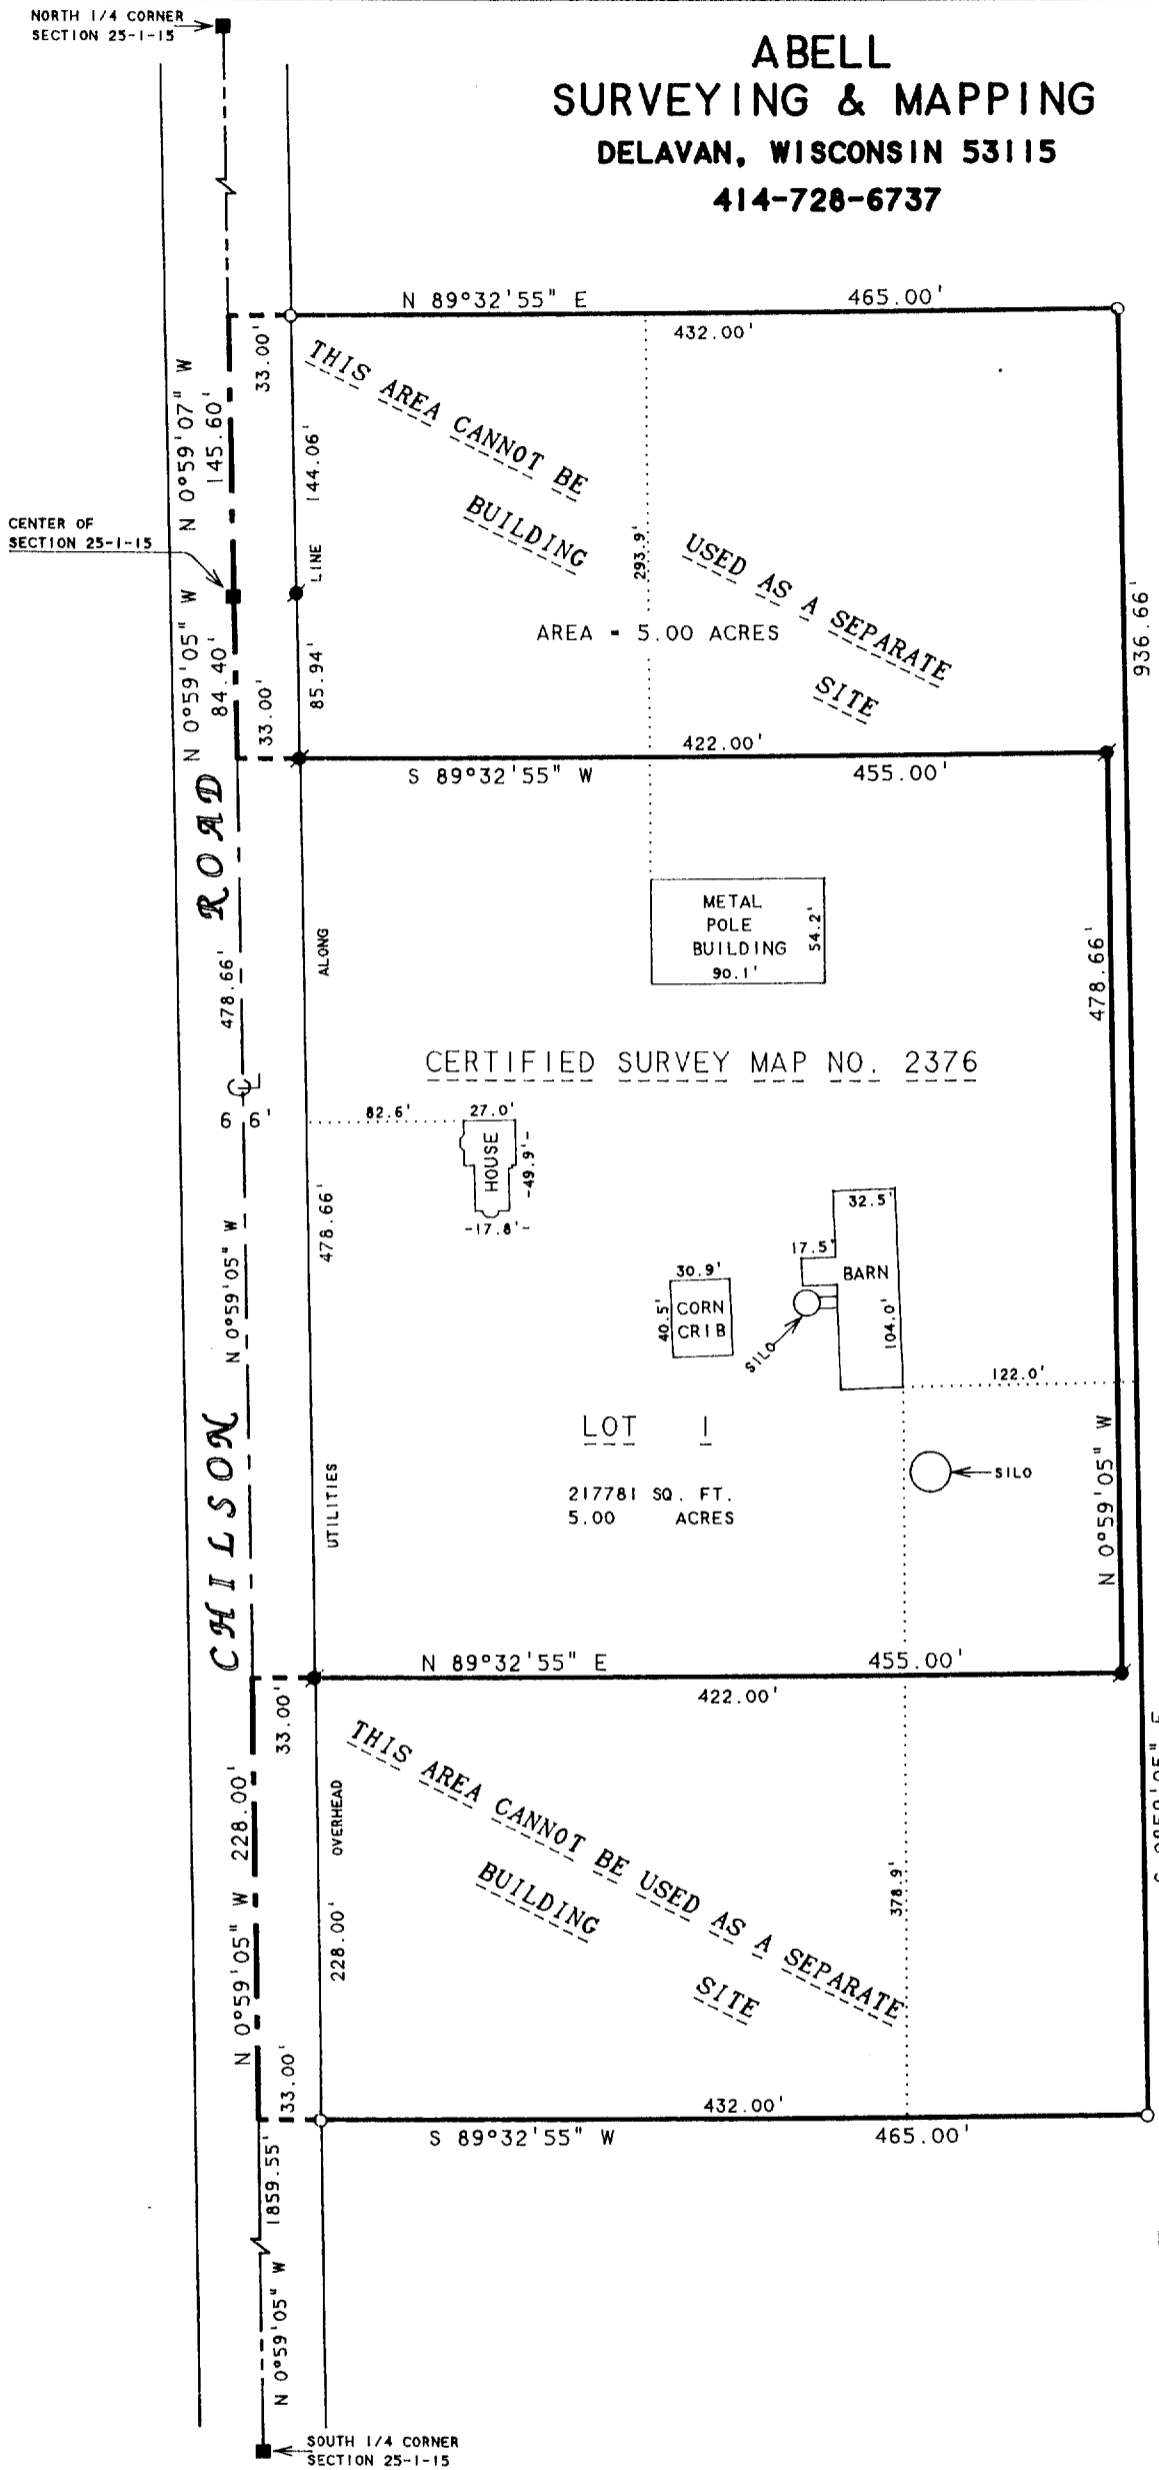 NORTH 1/4 CORNER
SECTION 25-1-15
ABELL
SURVEYING & MAPPING
DELAVAN, WISCONSIN 53115
414-728-6737
N 89°32'55" E
465.00'
432.00'
33.00'
N 0°59'07" W
145.60'
144.06'
THIS AREA CANNOT BE
BUILDING
293.9'
USED AS A SEPARATE
SITE
CENTER OF
SECTION 25-1-15
LINE
AREA = 5.00 ACRES
936.66'
N 0°59'05" W
84.40'
33.00'
85.94'
422.00'
S 89°32'55" W
455.00'
ROAD
METAL
POLE
BUILDING
90.1'
54.2'
ALONG
478.66'
478.66'
CERTIFIED SURVEY MAP NO. 2376
66'
82.6'
27.0'
HOUSE
-49.9'-
-17.8'-
478.66'
N 0°59'05" W
32.5'
17.5'
BARN
104.0'
30.9'
40.5'
CORN
CRIB
SILO
122.0'
CHILSON
LOT 1
SILO
217781 SQ. FT.
5.00 ACRES
UTILITIES
N 0°59'05" W
N 89°32'55" E
455.00'
422.00'
33.00'
THIS AREA CANNOT BE USED AS A SEPARATE
BUILDING
SITE
OVERHEAD
378.9'
N 0°59'05" W 228.00'
228.00'
33.00'
432.00'
S 89°32'55" W
465.00'
N 0°59'05" W 1859.55'
SOUTH 1/4 CORNER
SECTION 25-1-15